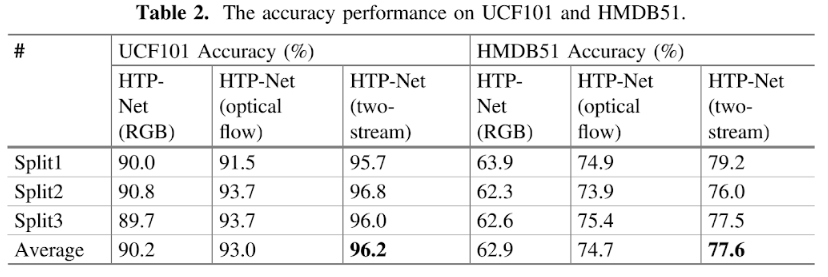 Table 2. The accuracy performance on UCF101 and HMDB51.
# UCF101 Accuracy (%) HMDB51 Accuracy (%)
HTP- HTP-Net HTP-Net HTP- HTP-Net HTP-Net
Net (optical (two- Net (optical (two-
(RGB) flow) stream) (RGB) flow) stream)
Split1 90.0 91.5 95.7 63.9 74.9 79.2
Split2 90.8 93.7 96.8 62.3 73.9 76.0
Split3 89.7 93.7 96.0 62.6 75.4 77.5
Average 90.2 93.0 96.2 62.9 74.7 77.6